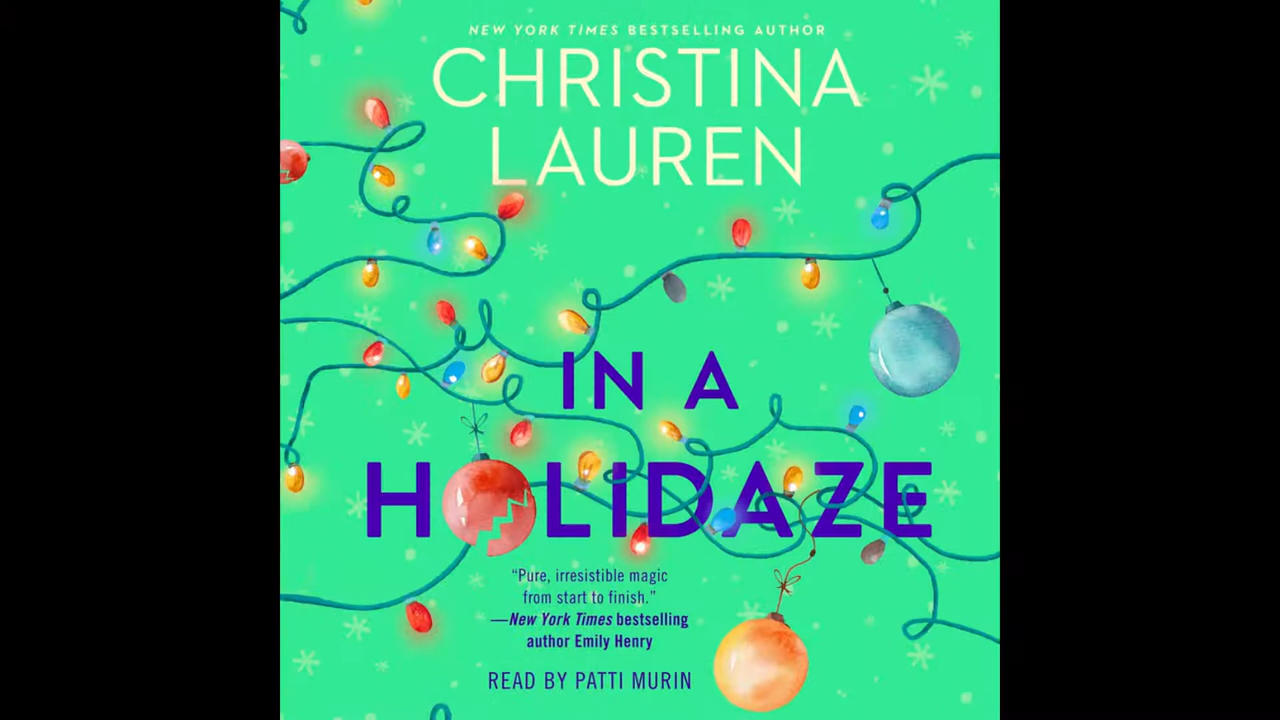 NEW YORK TIMES BESTSELLING AUTHOR
CHRISTINA
LAUREN
IN A
HOLIDAZE
“Pure, irresistible magic
from start to finish.”
—New York Times bestselling
author Emily Henry
READ BY PATTI MURIN